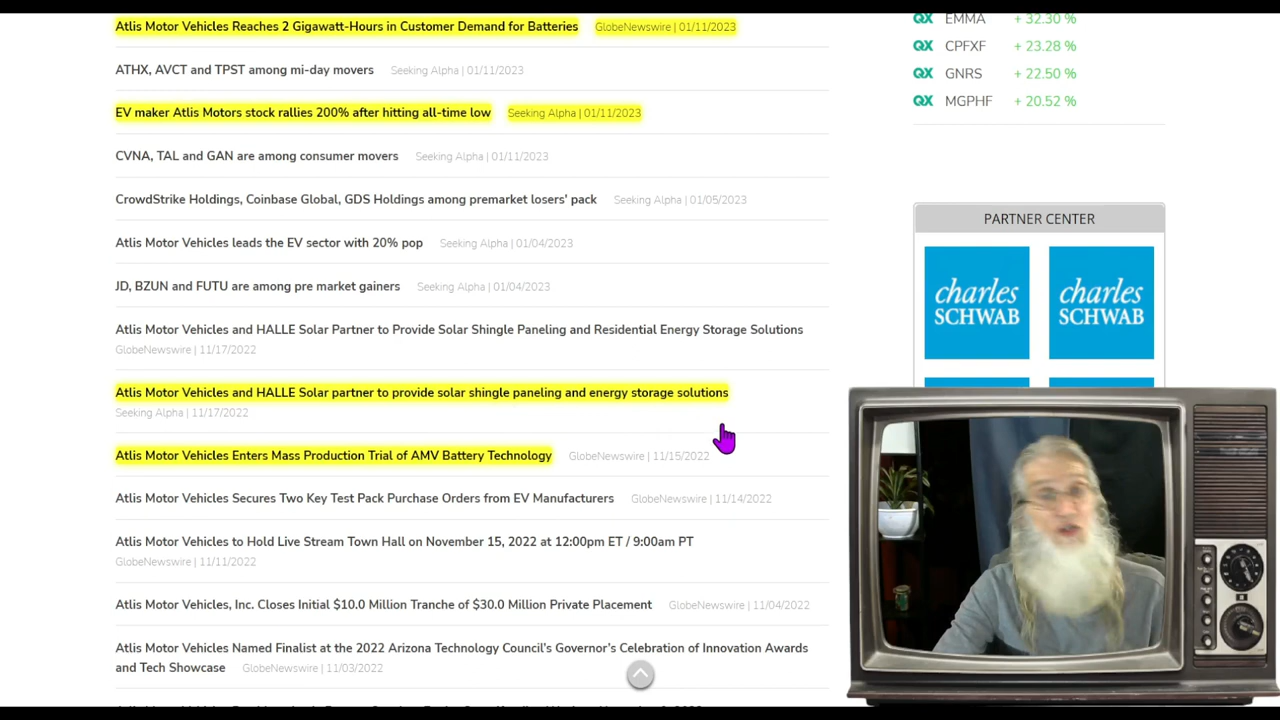 Atlis Motor Vehicles Reaches 2 Gigawatt-Hours in Customer Demand for Batteries GlobeNewswire | 01/11/2023
ATHX, AVCT and TPST among mi-day movers Seeking Alpha | 01/11/2023
EV maker Atlis Motors stock rallies 200% after hitting all-time low Seeking Alpha | 01/11/2023
CVNA, TAL and GAN are among consumer movers Seeking Alpha | 01/11/2023
CrowdStrike Holdings, Coinbase Global, GDS Holdings among premarket losers' pack Seeking Alpha | 01/05/2023
Atlis Motor Vehicles leads the EV sector with 20% pop Seeking Alpha | 01/04/2023
JD, BZUN and FUTU are among pre market gainers Seeking Alpha | 01/04/2023
Atlis Motor Vehicles and HALLE Solar Partner to Provide Solar Shingle Paneling and Residential Energy Storage Solutions
GlobeNewswire | 11/17/2022
Atlis Motor Vehicles and HALLE Solar partner to provide solar shingle paneling and energy storage solutions
Seeking Alpha | 11/17/2022
Atlis Motor Vehicles Enters Mass Production Trial of AMV Battery Technology GlobeNewswire | 11/15/2022
Atlis Motor Vehicles Secures Two Key Test Pack Purchase Orders from EV Manufacturers GlobeNewswire | 11/14/2022
Atlis Motor Vehicles to Hold Live Stream Town Hall on November 15, 2022 at 12:00pm ET / 9:00am PT
GlobeNewswire | 11/11/2022
Atlis Motor Vehicles, Inc. Closes Initial $10.0 Million Tranche of $30.0 Million Private Placement GlobeNewswire | 11/04/2022
Atlis Motor Vehicles Named Finalist at the 2022 Arizona Technology Council's Governor's Celebration of Innovation Awards
and Tech Showcase GlobeNewswire | 11/03/2022
QX EMMA + 32.30 %
QX CPFXF + 23.28 %
QX GNRS + 22.50 %
QX MGPHF + 20.52 %
PARTNER CENTER
charles
SCHWAB
charles
SCHWAB